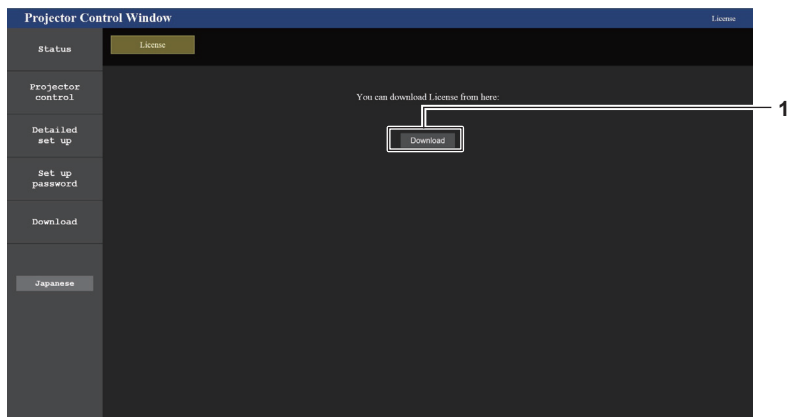 Projector Control Window
License
Status
License
Projector
control
You can download License from here:
1
Detailed
set up
Download
Set up
password
Download
Japanese